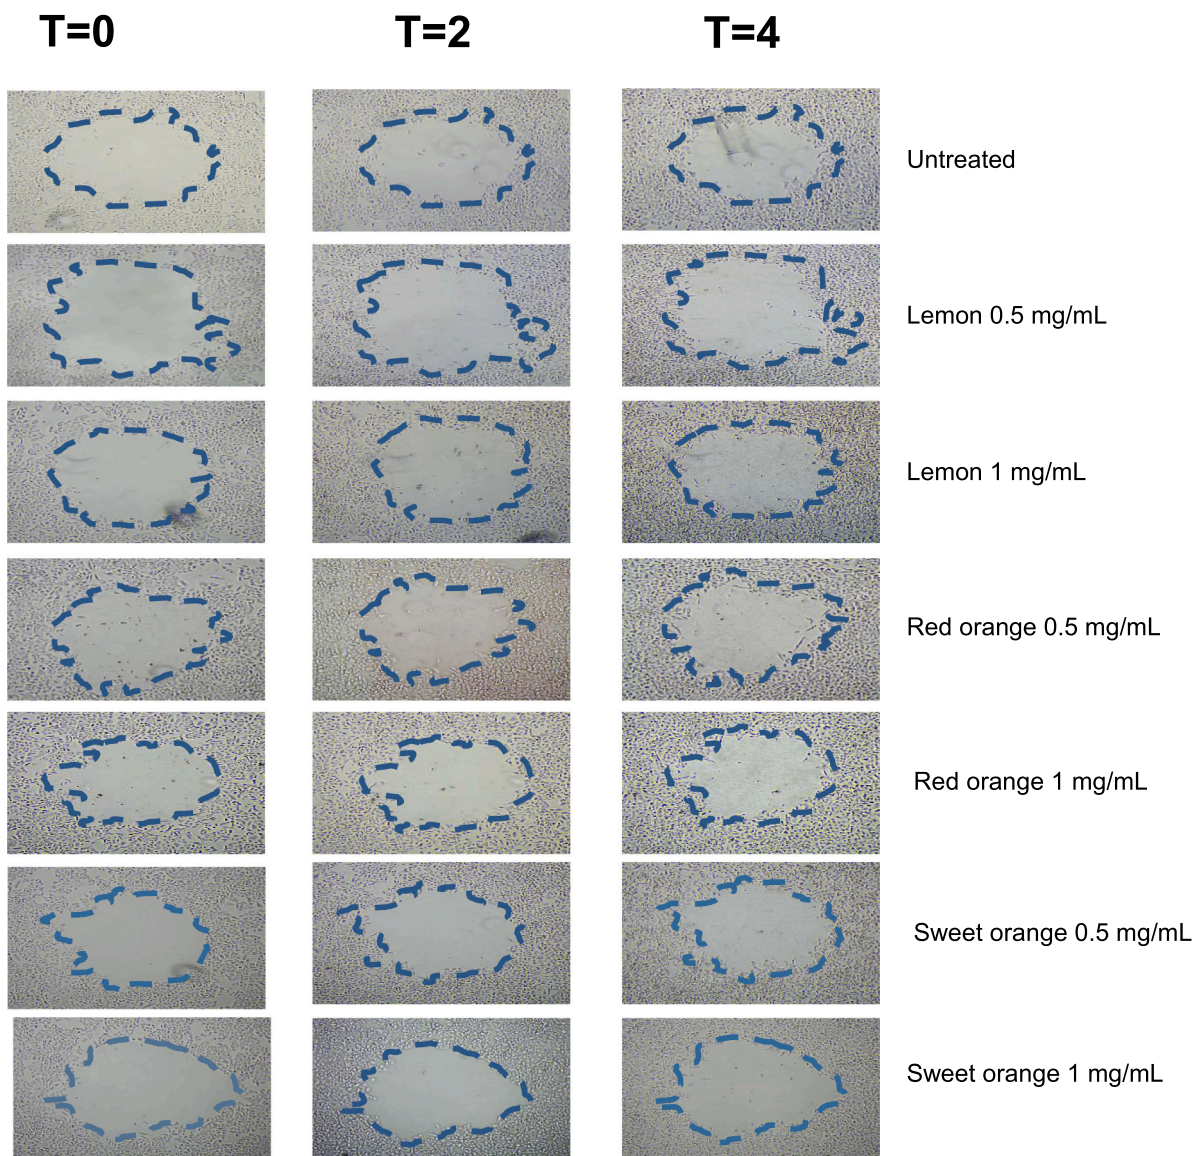 T=0
T=2
T=4
Untreated
Lemon 0.5 mg/mL
Lemon 1 mg/mL
Red orange 0.5 mg/mL
Red orange 1 mg/mL
Sweet orange 0.5 mg/mL
Sweet orange 1 mg/mL